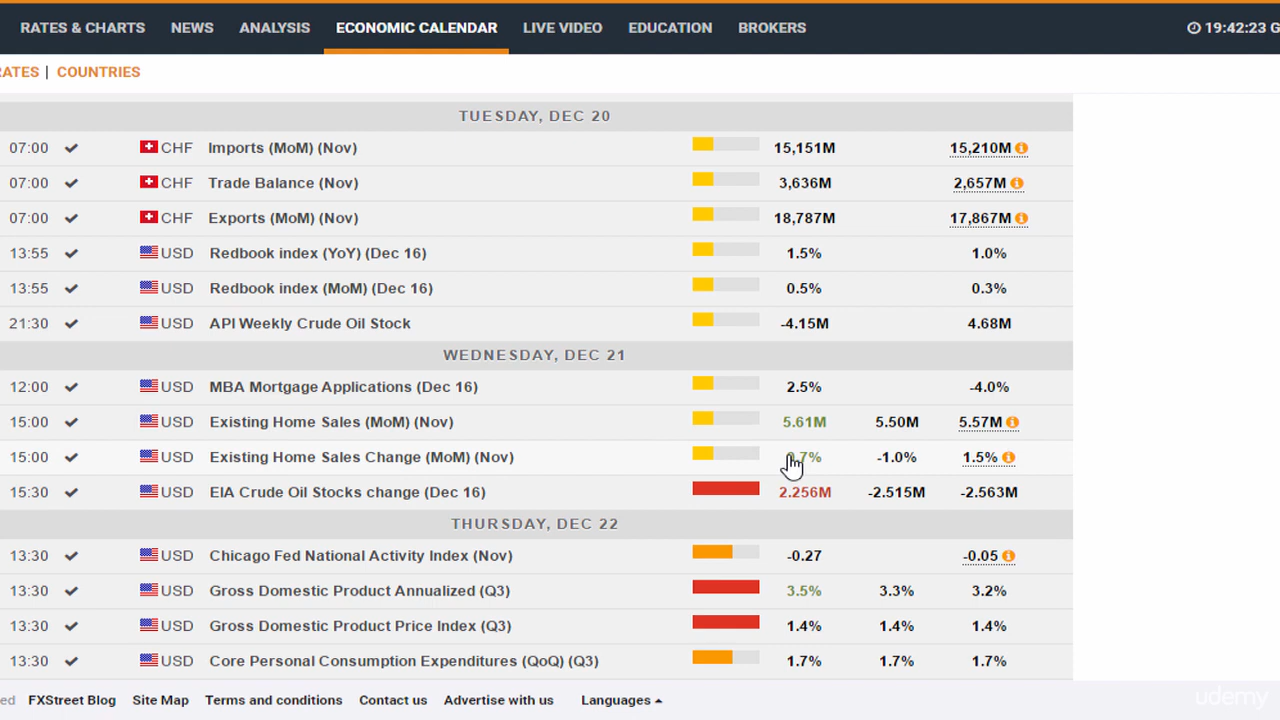 RATES & CHARTS NEWS ANALYSIS ECONOMIC CALENDAR LIVE VIDEO EDUCATION BROKERS 19:42:23 G
RATES | COUNTRIES
TUESDAY, DEC 20
07:00 CHF Imports (MoM) (Nov) 15,151M 15,210M
07:00 CHF Trade Balance (Nov) 3,636M 2,657M
07:00 CHF Exports (MoM) (Nov) 18,787M 17,867M
13:55 USD Redbook index (YoY) (Dec 16) 1.5% 1.0%
13:55 USD Redbook index (MoM) (Dec 16) 0.5% 0.3%
21:30 USD API Weekly Crude Oil Stock -4.15M 4.68M
WEDNESDAY, DEC 21
12:00 USD MBA Mortgage Applications (Dec 16) 2.5% -4.0%
15:00 USD Existing Home Sales (MoM) (Nov) 5.61M 5.50M 5.57M
15:00 USD Existing Home Sales Change (MoM) (Nov) -1.0% 1.5%
15:30 USD EIA Crude Oil Stocks change (Dec 16) 2.256M -2.515M -2.563M
THURSDAY, DEC 22
13:30 USD Chicago Fed National Activity Index (Nov) -0.27 -0.05
13:30 USD Gross Domestic Product Annualized (Q3) 3.5% 3.3% 3.2%
13:30 USD Gross Domestic Product Price Index (Q3) 1.4% 1.4% 1.4%
13:30 USD Core Personal Consumption Expenditures (QoQ) (Q3) 1.7% 1.7% 1.7%
ed FXStreet Blog Site Map Terms and conditions Contact us Advertise with us Languages
udemy